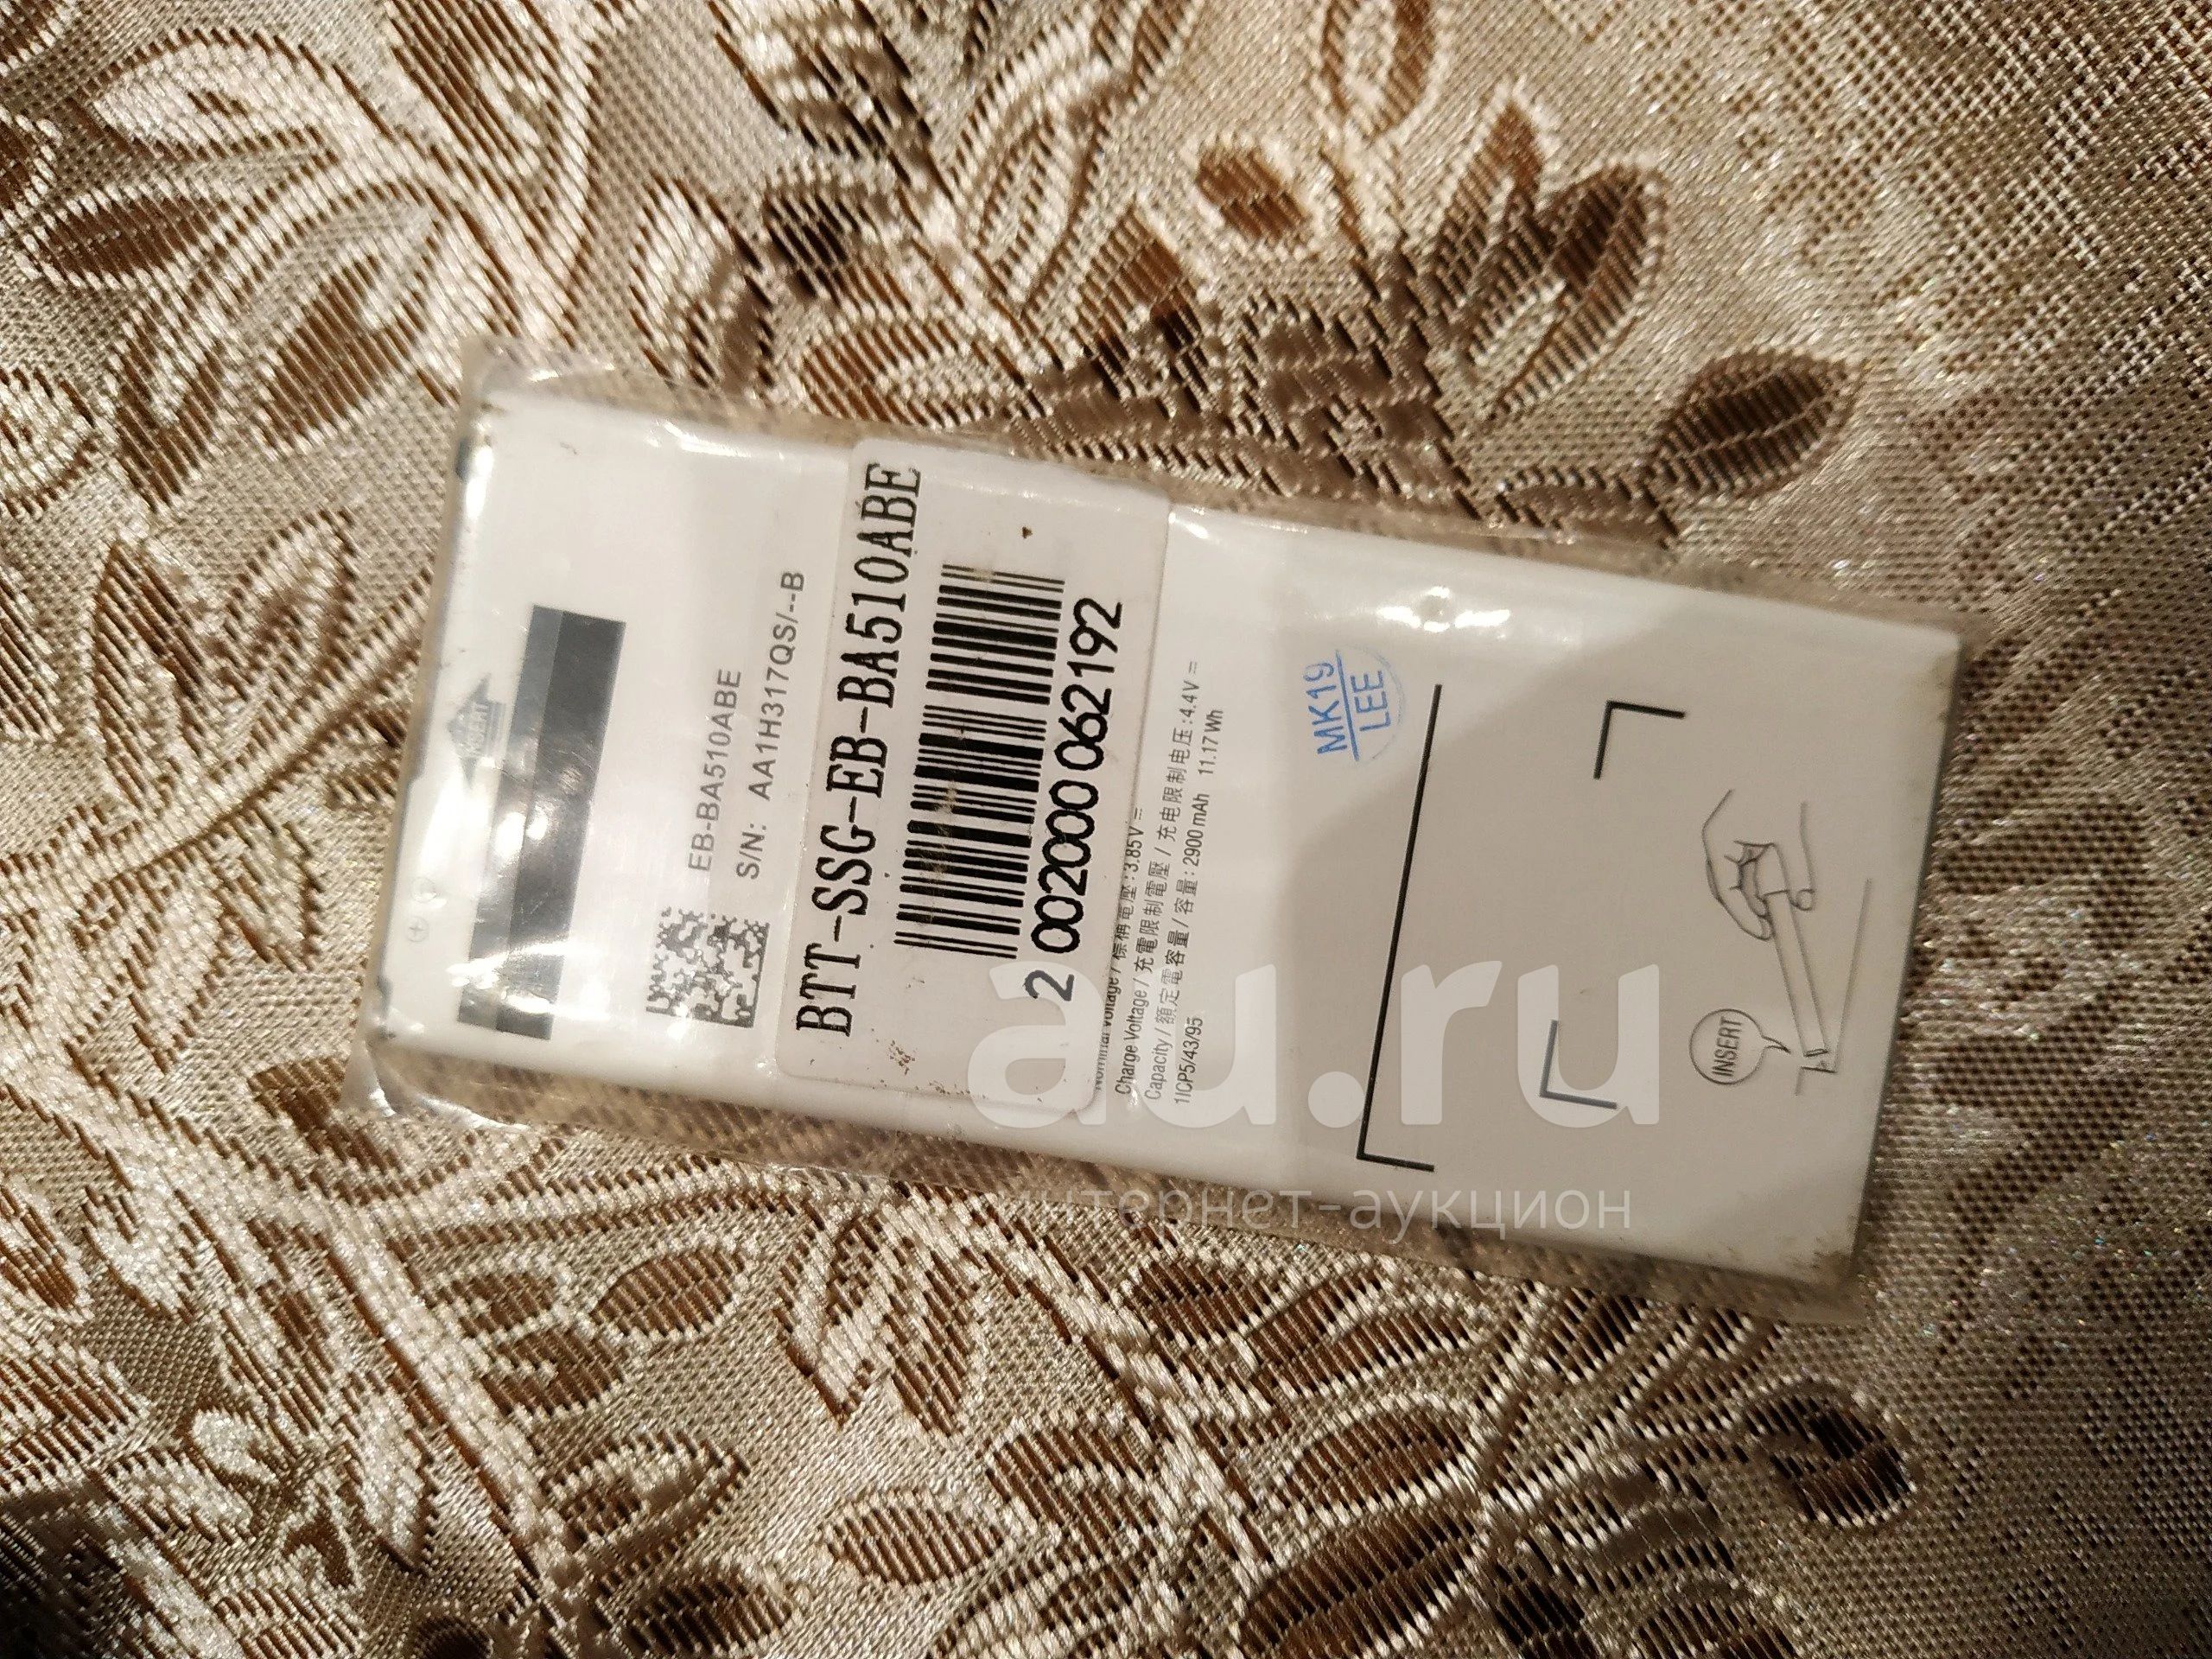 INSERT
EB-BA510ABE
S/N: AA1H317QS/--B
BTT-SSG-EB-BA510ABE
2 002000 062192
Nominal Voltage / 標稱電壓 : 3.85V =
Charge Voltage / 充電限制電壓 / 充电限制电压 : 4.4V =
Capacity / 額定電容量 / 容量 : 2900 mAh 11.17 Wh
1ICP5/43/95
MK19
LEE
INSERT
au.ru
интернет-аукцион